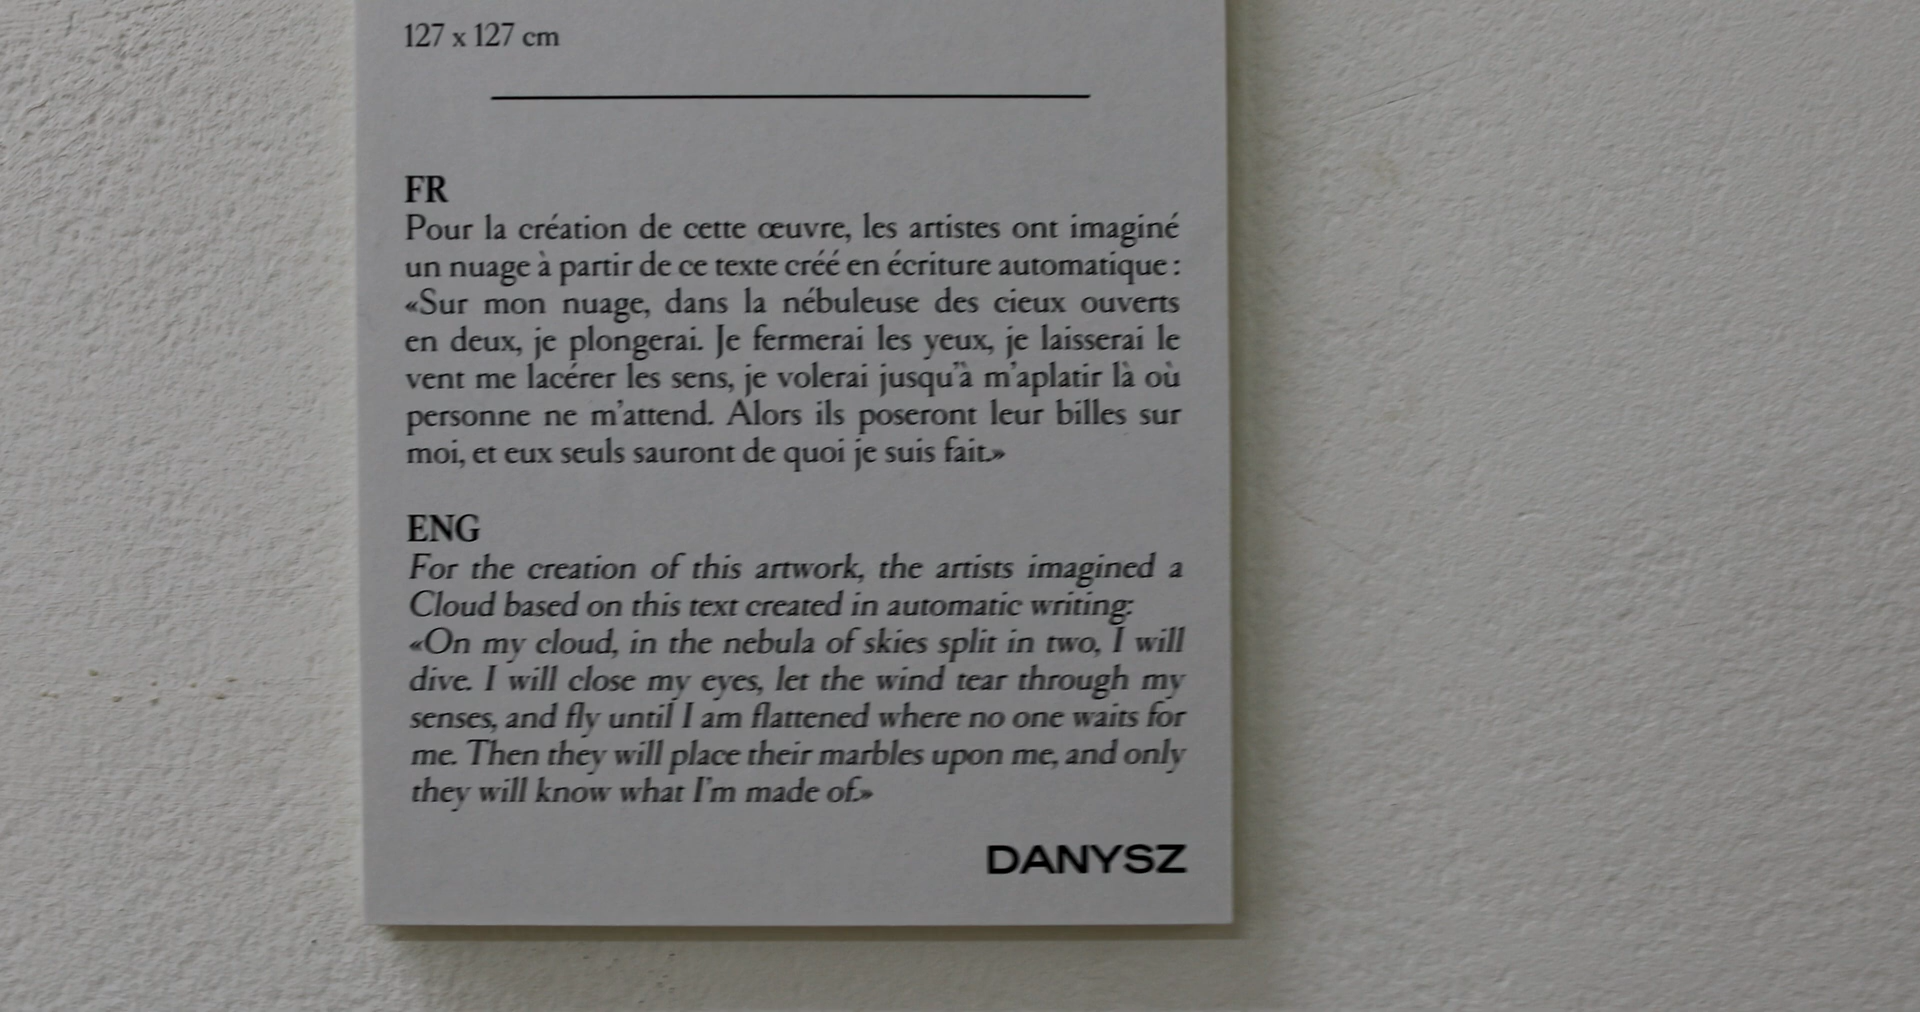 127 x 127 cm
FR
Pour la création de cette œuvre, les artistes ont imaginé
un nuage à partir de ce texte créé en écriture automatique :
«Sur mon nuage, dans la nébuleuse des cieux ouverts
en deux, je plongerai. Je fermerai les yeux, je laisserai le
vent me lacérer les sens, je volerai jusqu’'à m’aplatir là où
personne ne m’attend. Alors ils poseront leur billes sur
moi, et eux seuls sauront de quoi je suis fait.»
ENG
For the creation of this artwork, the artists imagined a
Cloud based on this text created in automatic writing:
«On my cloud, in the nebula of skies split in two, I will
dive. I will close my eyes, let the wind tear through my
senses, and fly until I am flattened where no one waits for
me. Then they will place their marbles upon me, and only
they will know what I’m made of.»
DANYSZ